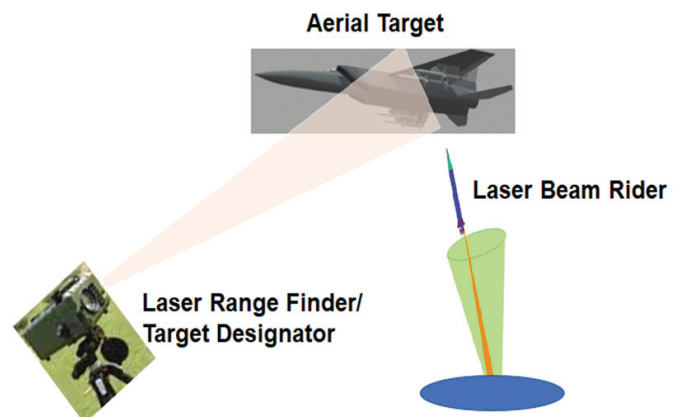 Aerial Target
Laser Beam Rider
Laser Range Finder/
Target Designator